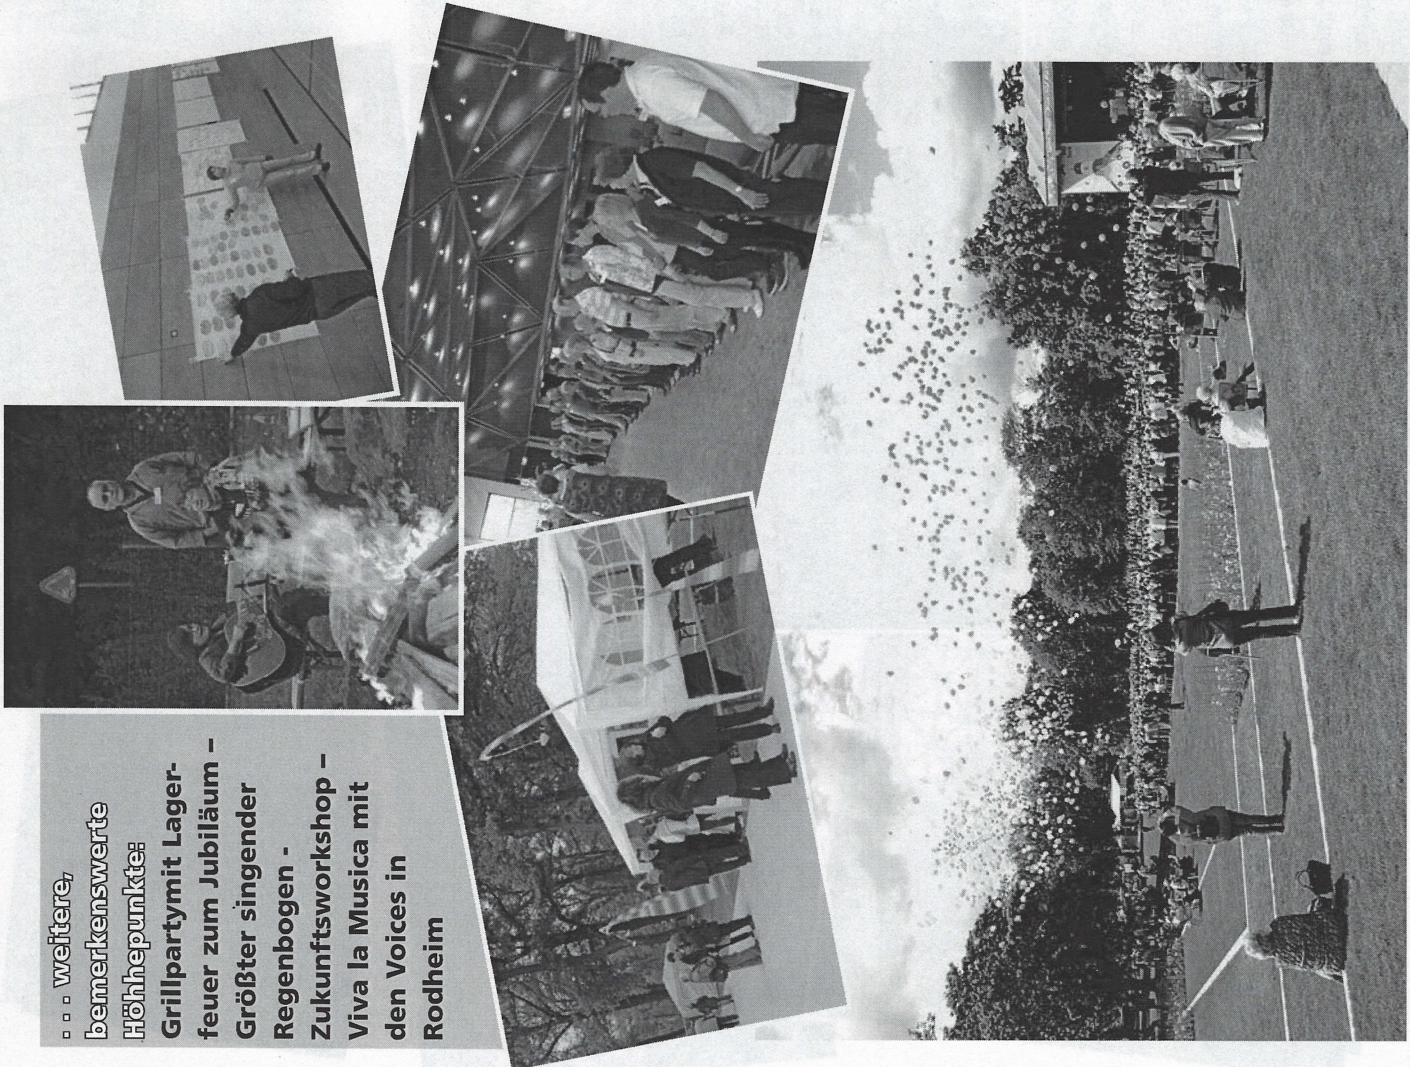 . . . weitere,
bemerkenswerte
Höhhepunkte:
Grillpartymit Lager-
feuer zum Jubiläum –
Größter singender
Regenbogen -
Zukunftsworkshop –
Viva la Musica mit
den Voices in
Rodheim